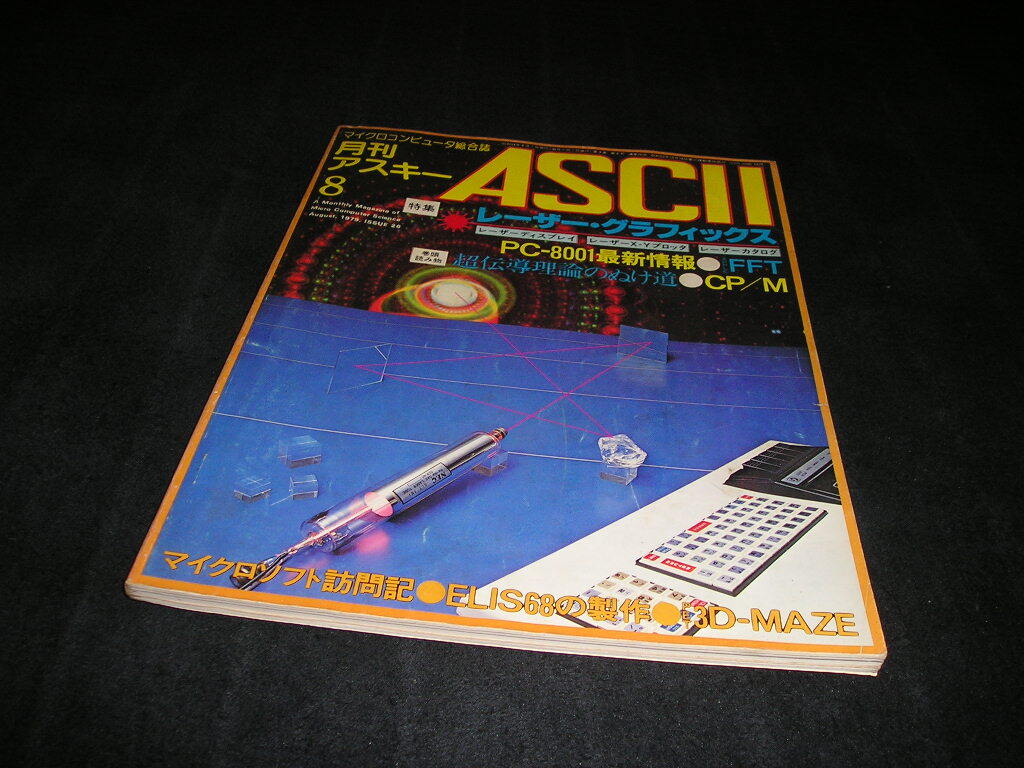 マイクロコンピュータ総合誌
月刊
アスキー
ASCII
8
A Monthly Magazine of
Micro Computer Science
August, 1979, ISSUE 26
特集
レーザー・グラフィックス
レーザーディスプレイ レーザーX-Yプロッタ レーザーカタログ
PC-8001最新情報●FFT
巻頭
読み物
超伝導理論のぬけ道●CP/M
NEC
マイクロソフト訪問記●ELIS68の製作●3D-MAZE